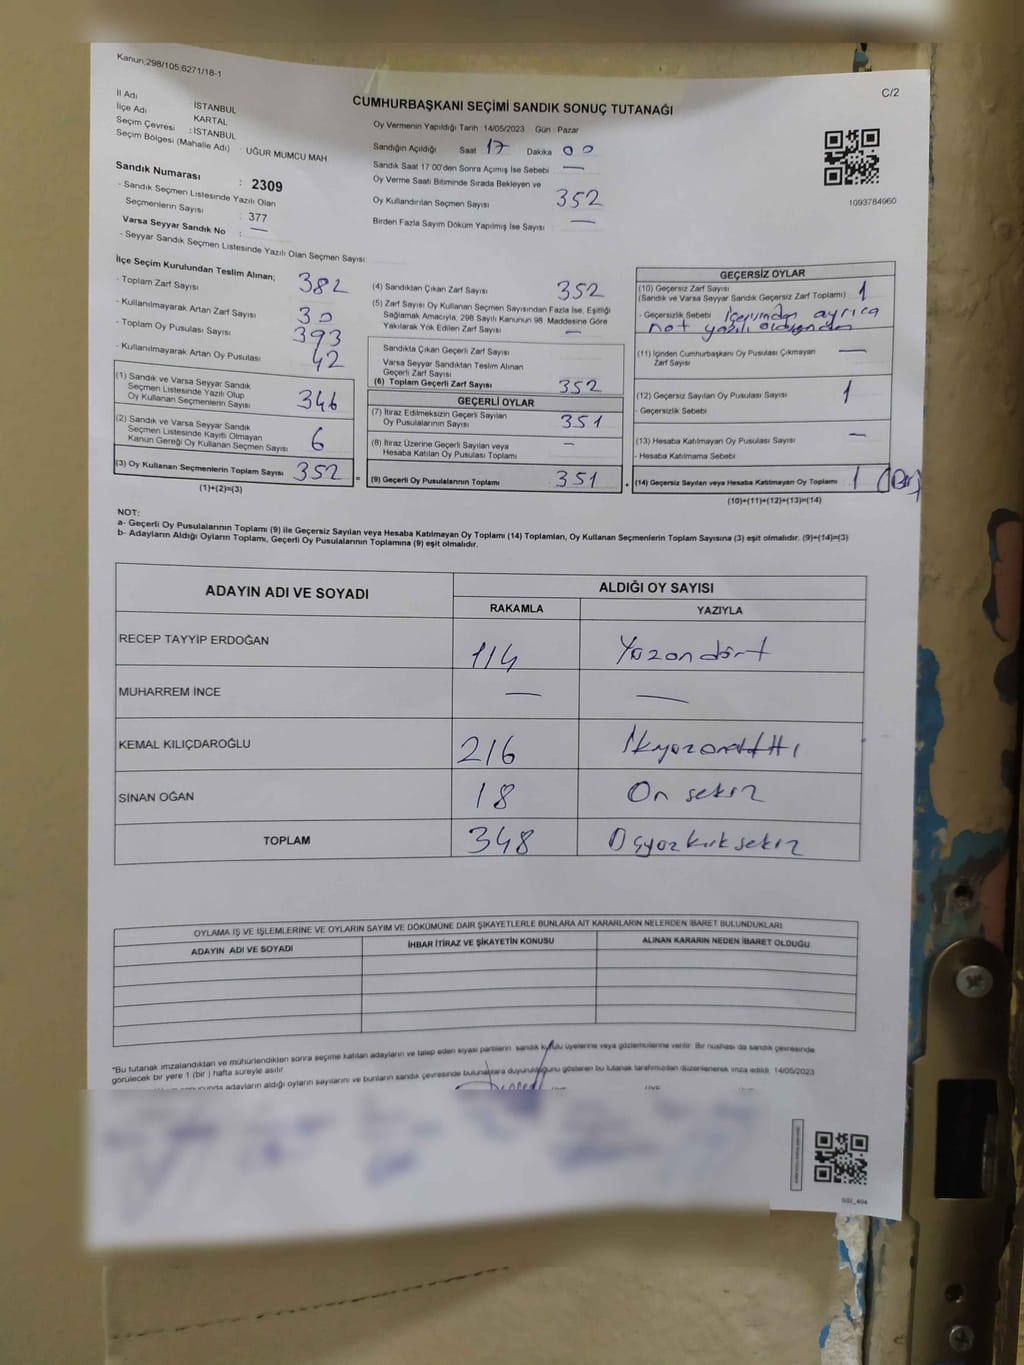 Kanun:298/105,6271/18-1
C/2
CUMHURBAŞKANI SEÇİMİ SANDIK SONUÇ TUTANAĞI
İl Adı İSTANBUL
İlçe Adı KARTAL
Seçim Çevresi : İSTANBUL
Seçim Bölgesi (Mahalle Adı) : UĞUR MUMCU MAH
Sandık Numarası : 2309
- Sandık Seçmen Listesinde Yazılı Olan
Seçmenlerin Sayısı : 377
Varsa Seyyar Sandık No : —
- Seyyar Sandık Seçmen Listesinde Yazılı Olan Seçmen Sayısı
Oy Vermenin Yapıldığı Tarih 14/05/2023 Gün : Pazar
Sandığın Açıldığı Saat 17 Dakika 00
Sandık Saat 17:00'den Sonra Açımış İse Sebebi —
Oy Verme Saati Bitiminde Sırada Bekleyen ve
Oy Kullandırılan Seçmen Sayısı 352
Birden Fazla Sayım Döküm Yapılmış İse Sayısı —
1093784960
İlçe Seçim Kurulundan Teslim Alınan;
- Toplam Zarf Sayısı 382
- Kullanılmayarak Artan Zarf Sayısı 30
- Toplam Oy Pusulası Sayısı 393
- Kullanılmayarak Artan Oy Pusulası 42
(1) Sandık ve Varsa Seyyar Sandık
Seçmen Listesinde Yazılı Olup
Oy Kullanan Seçmenlerin Sayısı 346
(2) Sandık ve Varsa Seyyar Sandık
Seçmen Listesinde Kayıtlı Olmayan
Kanun Gereği Oy Kullanan Seçmen Sayısı 6
(3) Oy Kullanan Seçmenlerin Toplam Sayısı 352 =
(1)+(2)=(3)
(4) Sandıktan Çıkan Zarf Sayısı 352
(5) Zarf Sayısı Oy Kullanan Seçmen Sayısından Fazla İse, Eşitliği
Sağlamak Amacıyla; 298 Sayılı Kanunun 98. Maddesine Göre
Yakılarak Yok Edilen Zarf Sayısı —
Sandıkta Çıkan Geçerli Zarf Sayısı
Varsa Seyyar Sandıktan Teslim Alınan
Geçerli Zarf Sayısı
(6) Toplam Geçerli Zarf Sayısı 352
GEÇERLİ OYLAR
(7) İtiraz Edilmeksizin Geçerli Sayılan
Oy Pusulalarının Sayısı 351
(8) İtiraz Üzerine Geçerli Sayılan veya
Hesaba Katılan Oy Pusulası Toplamı —
(9) Geçerli Oy Pusulalarının Toplamı 351 +
GEÇERSİZ OYLAR
(10) Geçersiz Zarf Sayısı
(Sandık ve Varsa Seyyar Sandık Geçersiz Zarf Toplamı) 1
- Geçersizlik Sebebi İçerisinden ayrıca
not yazılı olduğundan
(11) İçinden Cumhurbaşkanı Oy Pusulası Çıkmayan
Zarf Sayısı —
(12) Geçersiz Sayılan Oy Pusulası Sayısı 1
- Geçersizlik Sebebi
(13) Hesaba Katılmayan Oy Pusulası Sayısı —
- Hesaba Katılmama Sebebi
(14) Geçersiz Sayılan veya Hesaba Katılmayan Oy Toplamı 1 (Bir)
(10)+(11)+(12)+(13)=(14)
NOT:
a- Geçerli Oy Pusulalarının Toplamı (9) ile Geçersiz Sayılan veya Hesaba Katılmayan Oy Toplamı (14) Toplamları, Oy Kullanan Seçmenlerin Toplam Sayısına (3) eşit olmalıdır. (9)+(14)=(3)
b- Adayların Aldığı Oyların Toplamı, Geçerli Oy Pusulalarının Toplamına (9) eşit olmalıdır.
ADAYIN ADI VE SOYADI ALDIĞI OY SAYISI
RAKAMLA YAZIYLA
RECEP TAYYİP ERDOĞAN 114 Yüzondört
MUHARREM İNCE — —
KEMAL KILIÇDAROĞLU 216 İkiyüzonaltı
SİNAN OĞAN 18 On sekiz
TOPLAM 348 Üçyüzkırksekiz
OYLAMA İŞ VE İŞLEMLERİNE VE OYLARIN SAYIM VE DÖKÜMÜNE DAİR ŞİKAYETLERLE BUNLARA AİT KARARLARIN NELERDEN İBARET BULUNDUKLARI
ADAYIN ADI VE SOYADI İHBAR İTİRAZ VE ŞİKAYETİN KONUSU ALINAN KARARIN NEDEN İBARET OLDUĞU
*Bu tutanak imzalandıktan ve mühürlendikten sonra seçime katılan adayların ve talep eden siyasi partilerin sandık kurulu üyelerine veya gözlemcilerine verilir. Bir nüshası da sandık çevresinde
görülecek bir yere 1 (bir) hafta süreyle asılır.
adayların aldığı oyların sayılarını ve bunların sandık çevresinde bulunanlara duyurulduğunu gösteren bu tutanak tarafımızdan düzenlenerek imza edildi. 14/05/2023